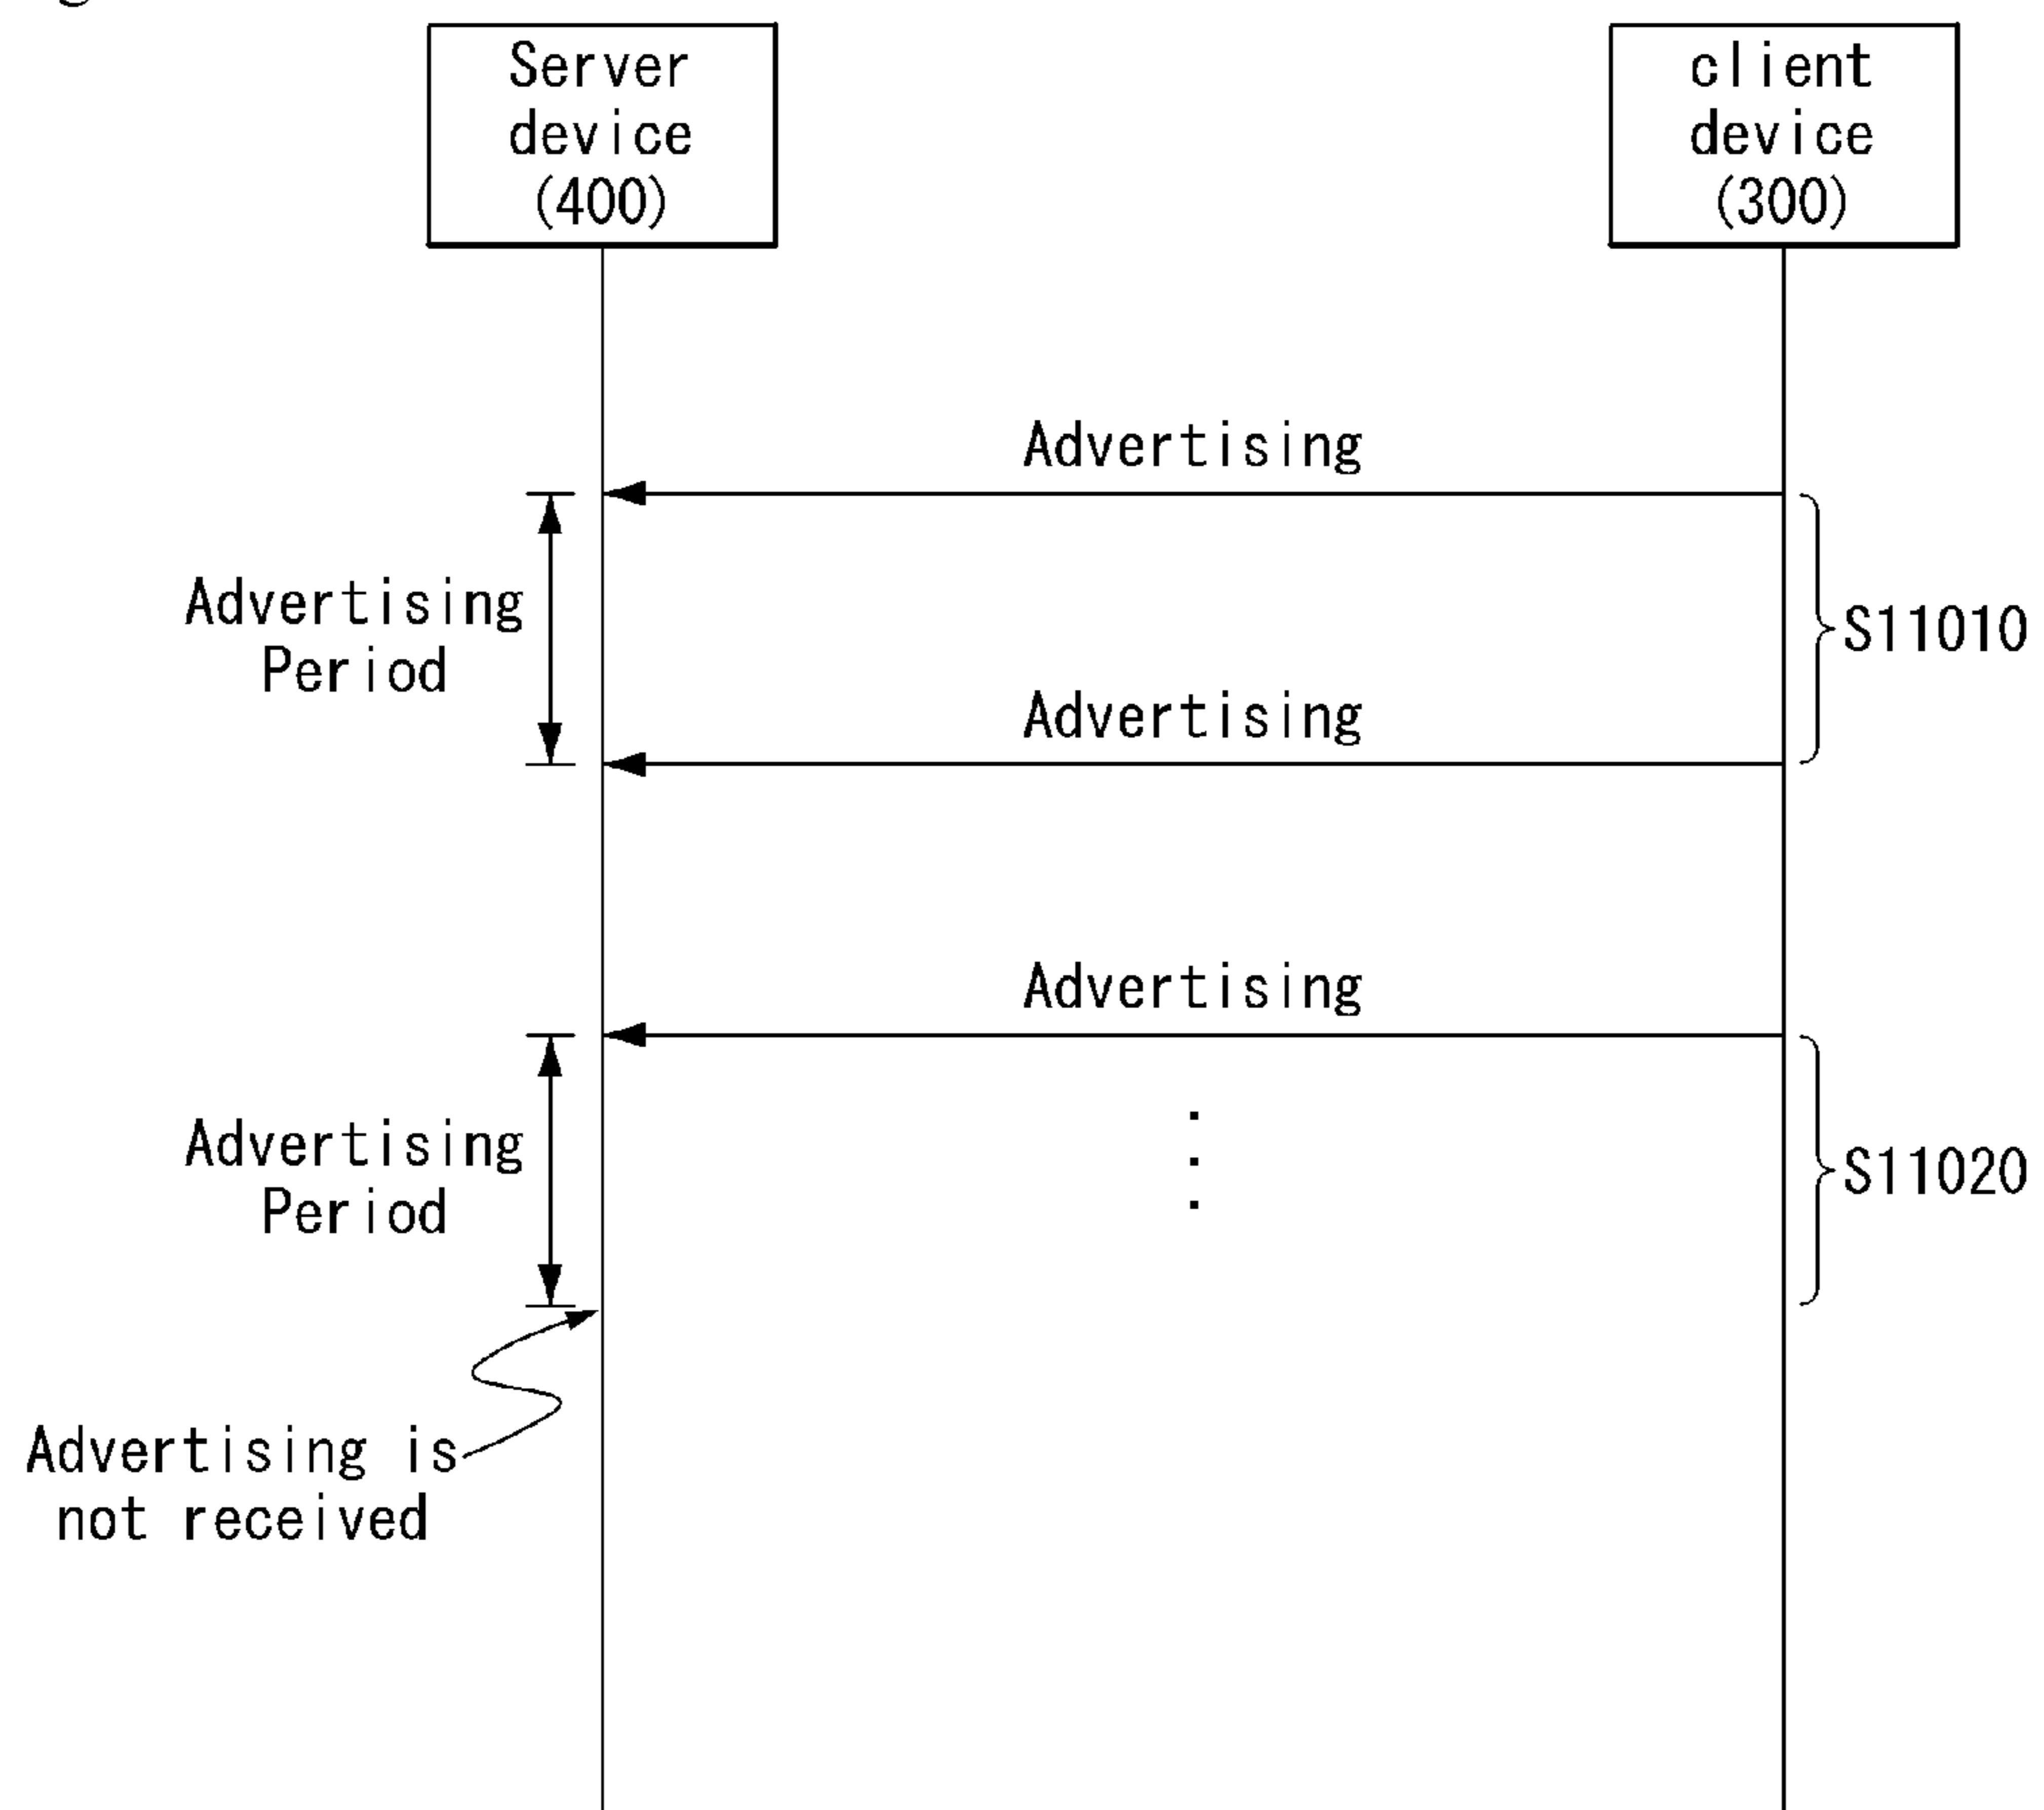 Server
device
(400)
client
device
(300)
Advertising
Advertising
Period
S11010
Advertising
Advertising
Advertising
Period
S11020
Advertising is
not received